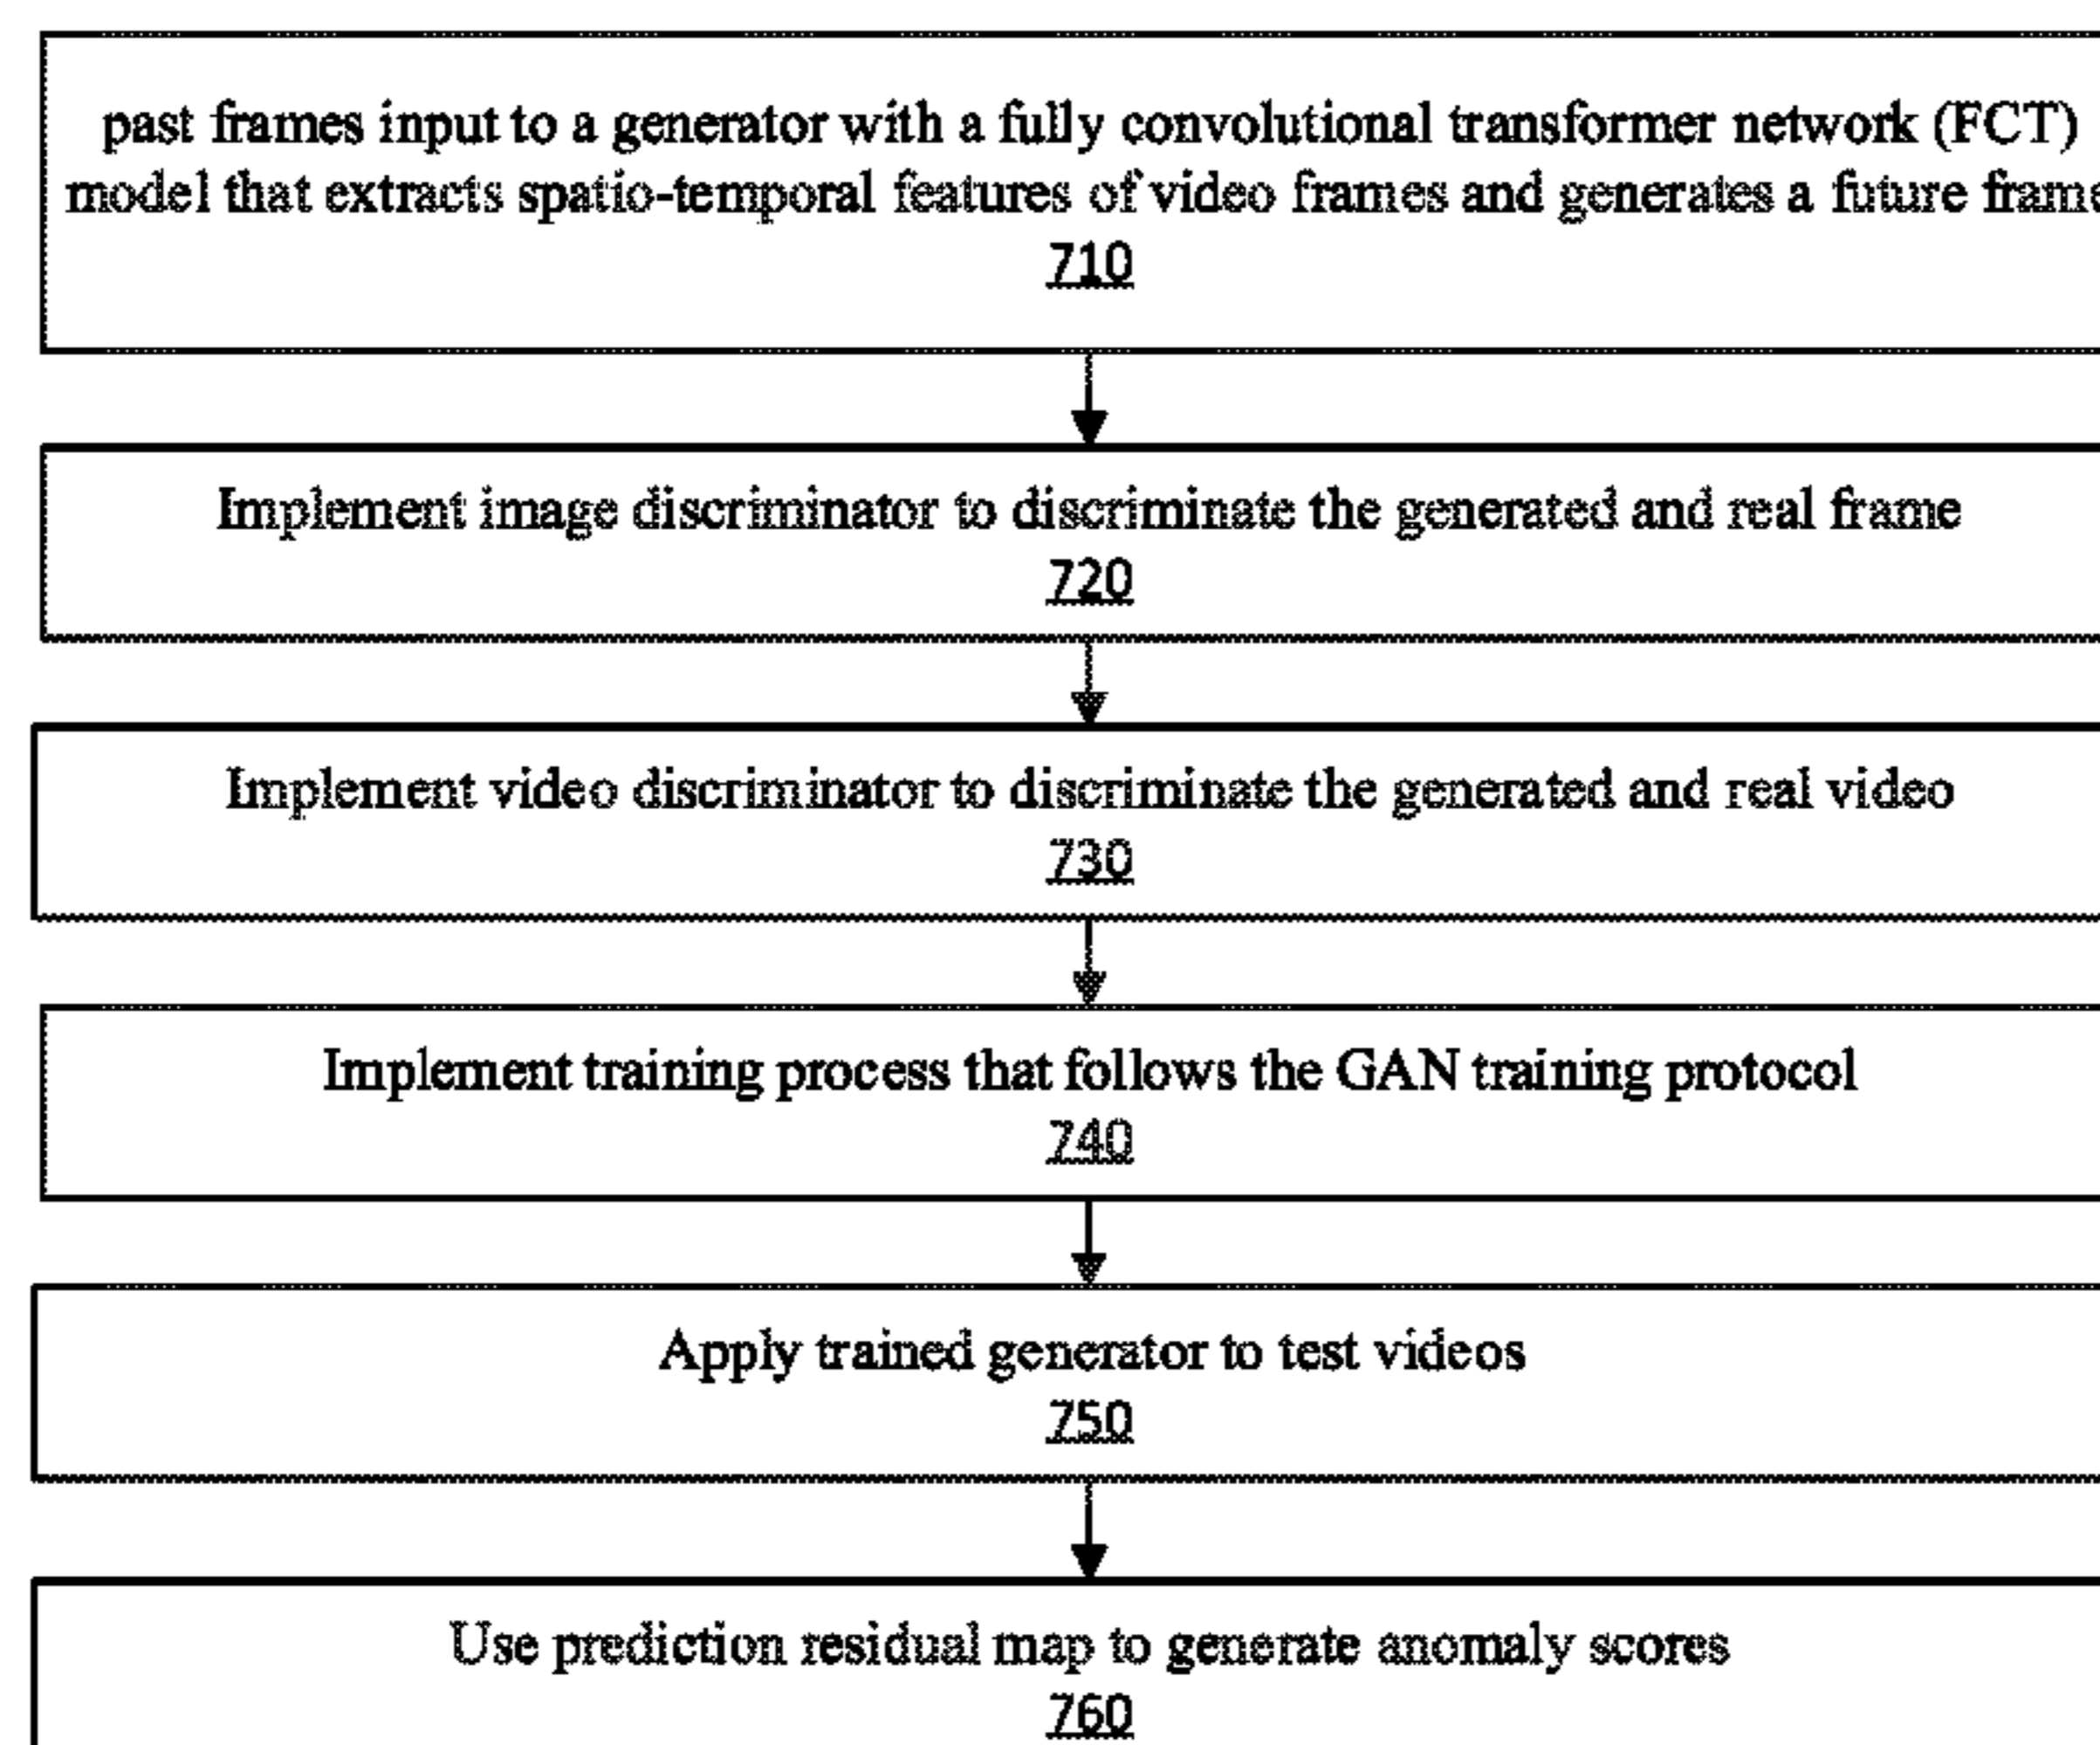 past frames input to a generator with a fully convolutional transformer network (FCT)
model that extracts spatio-temporal features of video frames and generates a future frame
710
Implement image discriminator to discriminate the generated and real frame
720
Implement video discriminator to discriminate the generated and real video
730
Implement training process that follows the GAN training protocol
740
Apply trained generator to test videos
750
Use prediction residual map to generate anomaly scores
760